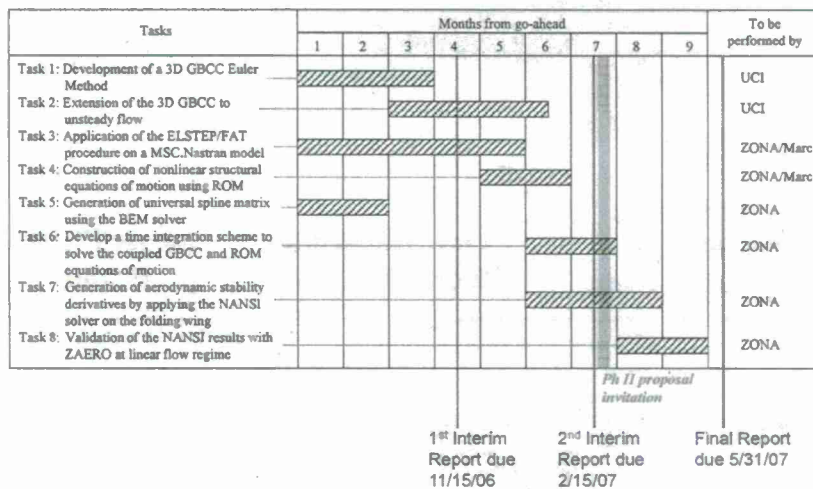 Tasks
Months from go-ahead
To be
performed by
1 2 3 4 5 6 7 8 9
Task 1: Development of a 3D GBCC Euler
Method
UCI
Task 2: Extension of the 3D GBCC to
unsteady flow
UCI
Task 3: Application of the ELSTEP/FAT
procedure on a MSC.Nastran model
ZONA/Marc
Task 4: Construction of nonlinear structural
equations of motion using ROM
ZONA/Marc
Task 5: Generation of universal spline matrix
using the BEM solver
ZONA
Task 6: Develop a time integration scheme to
solve the coupled GBCC and ROM
equations of motion
ZONA
Task 7: Generation of aerodynamic stability
derivatives by applying the NANSI
solver on the folding wing
ZONA
Task 8: Validation of the NANSI results with
ZAERO at linear flow regime
ZONA
Ph II proposal
invitation
1st Interim
Report due
11/15/06
2nd Interim
Report due
2/15/07
Final Report
due 5/31/07